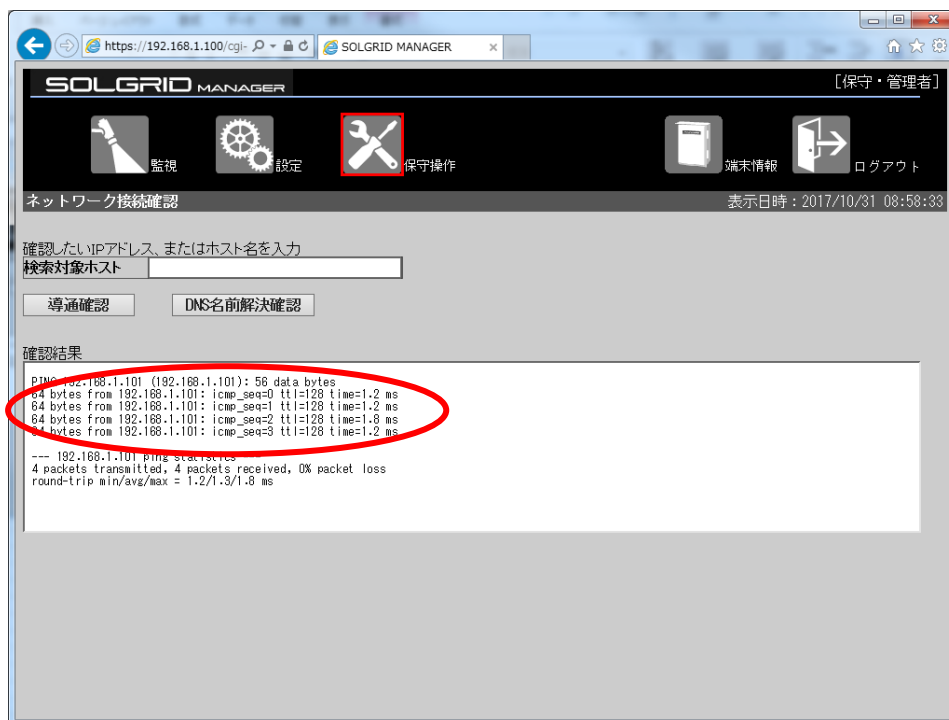 https://192.168.1.100/cgi-
SOLGRID MANAGER
SOLGRID MANAGER
[保守・管理者]
監視
設定
保守操作
端末情報
ログアウト
ネットワーク接続確認
表示日時：2017/10/31 08:58:33
確認したいIPアドレス、またはホスト名を入力
検索対象ホスト
導通確認
DNS名前解決確認
確認結果
PING 192.168.1.101 (192.168.1.101): 56 data bytes
64 bytes from 192.168.1.101: icmp_seq=0 ttl=128 time=1.2 ms
64 bytes from 192.168.1.101: icmp_seq=1 ttl=128 time=1.2 ms
64 bytes from 192.168.1.101: icmp_seq=2 ttl=128 time=1.8 ms
64 bytes from 192.168.1.101: icmp_seq=3 ttl=128 time=1.2 ms
--- 192.168.1.101 ping statistics ---
4 packets transmitted, 4 packets received, 0% packet loss
round-trip min/avg/max = 1.2/1.3/1.8 ms